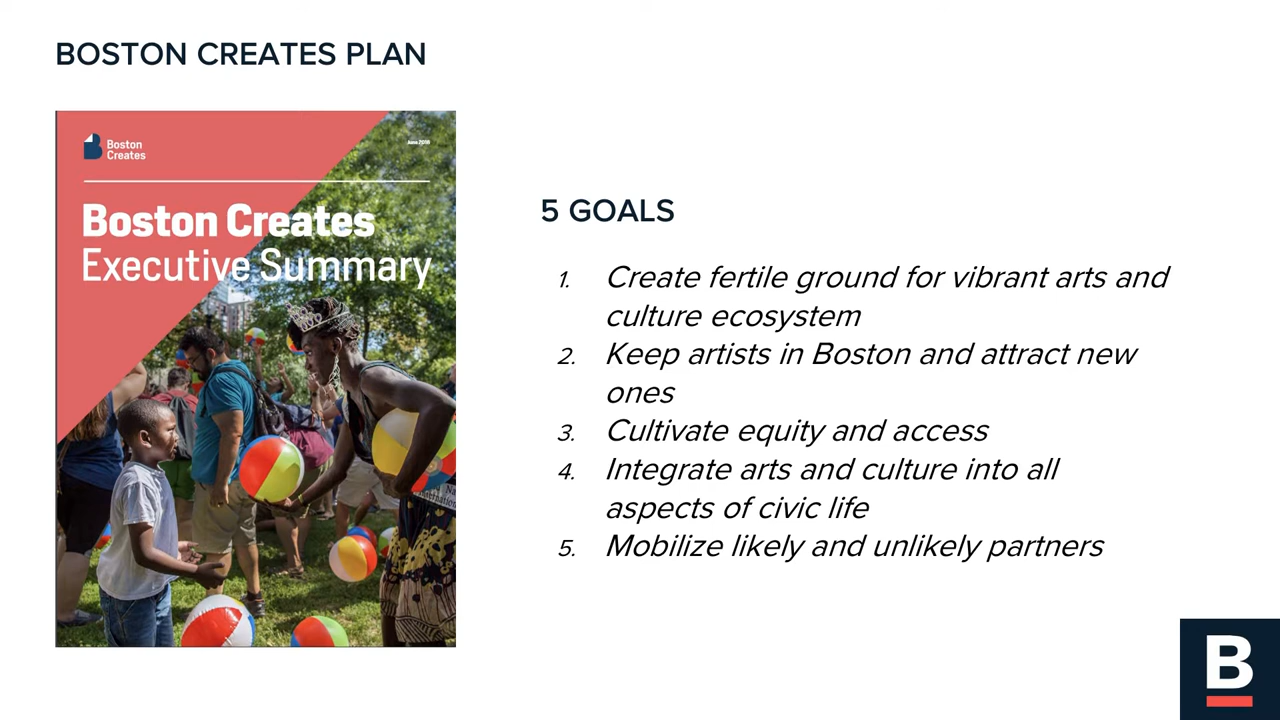 BOSTON CREATES PLAN
Boston
Creates
June 2016
Boston Creates
Executive Summary
5 GOALS
1. Create fertile ground for vibrant arts and
culture ecosystem
2. Keep artists in Boston and attract new
ones
3. Cultivate equity and access
4. Integrate arts and culture into all
aspects of civic life
5. Mobilize likely and unlikely partners
B